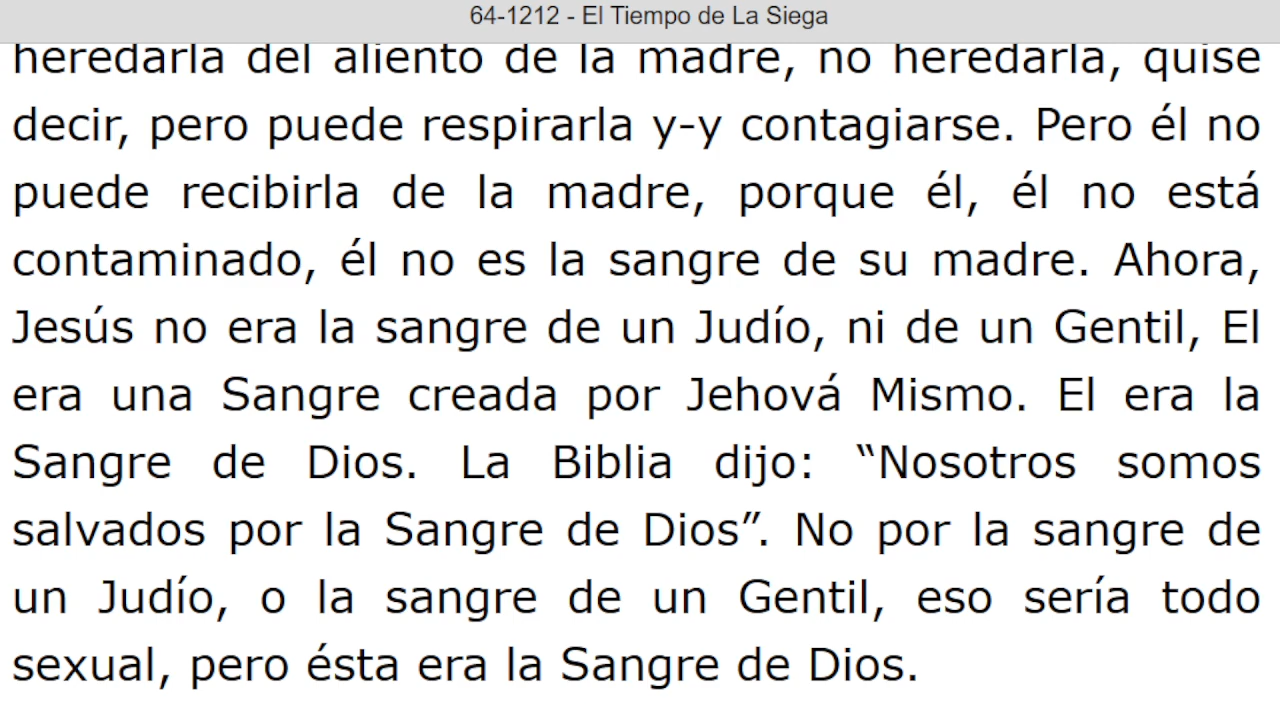 64-1212 - El Tiempo de La Siega
heredarla del aliento de la madre, no heredarla, quise
decir, pero puede respirarla y-y contagiarse. Pero él no
puede recibirla de la madre, porque él, él no está
contaminado, él no es la sangre de su madre. Ahora,
Jesús no era la sangre de un Judío, ni de un Gentil, El
era una Sangre creada por Jehová Mismo. El era la
Sangre de Dios. La Biblia dijo: “Nosotros somos
salvados por la Sangre de Dios”. No por la sangre de
un Judío, o la sangre de un Gentil, eso sería todo
sexual, pero ésta era la Sangre de Dios.